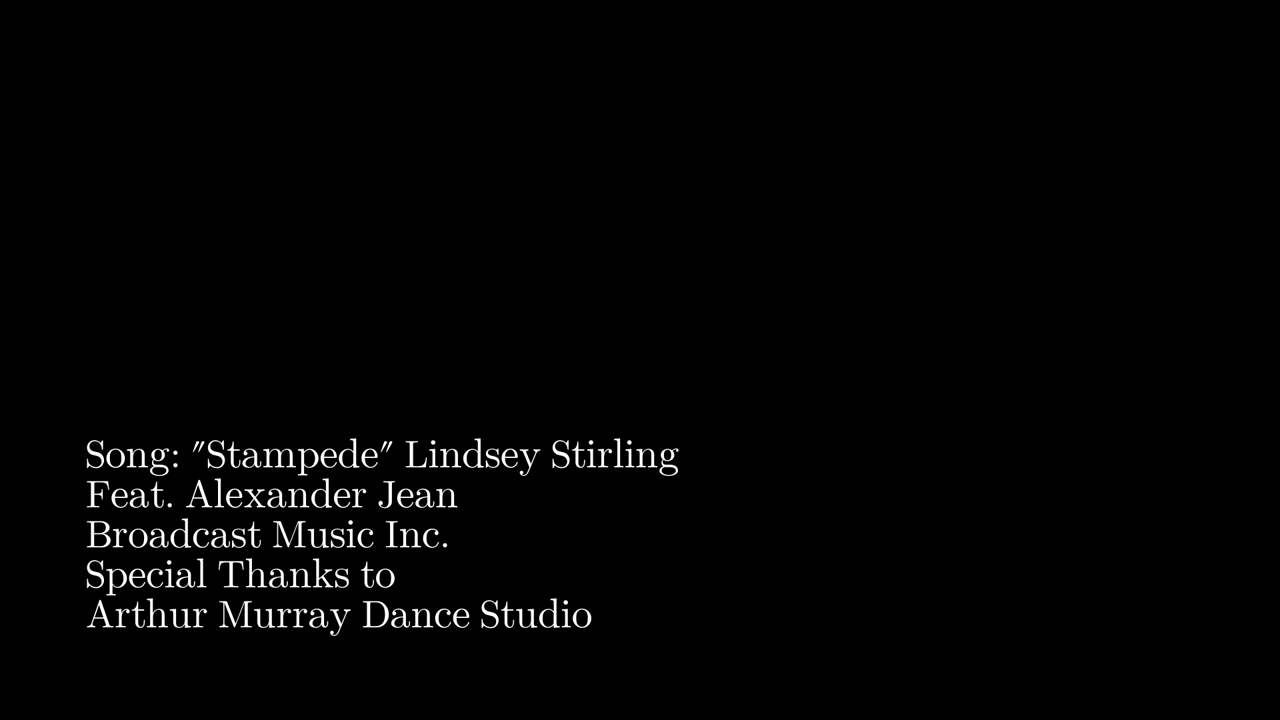 Song: "Stampede" Lindsey Stirling
Feat. Alexander Jean
Broadcast Music Inc.
Special Thanks to
Arthur Murray Dance Studio